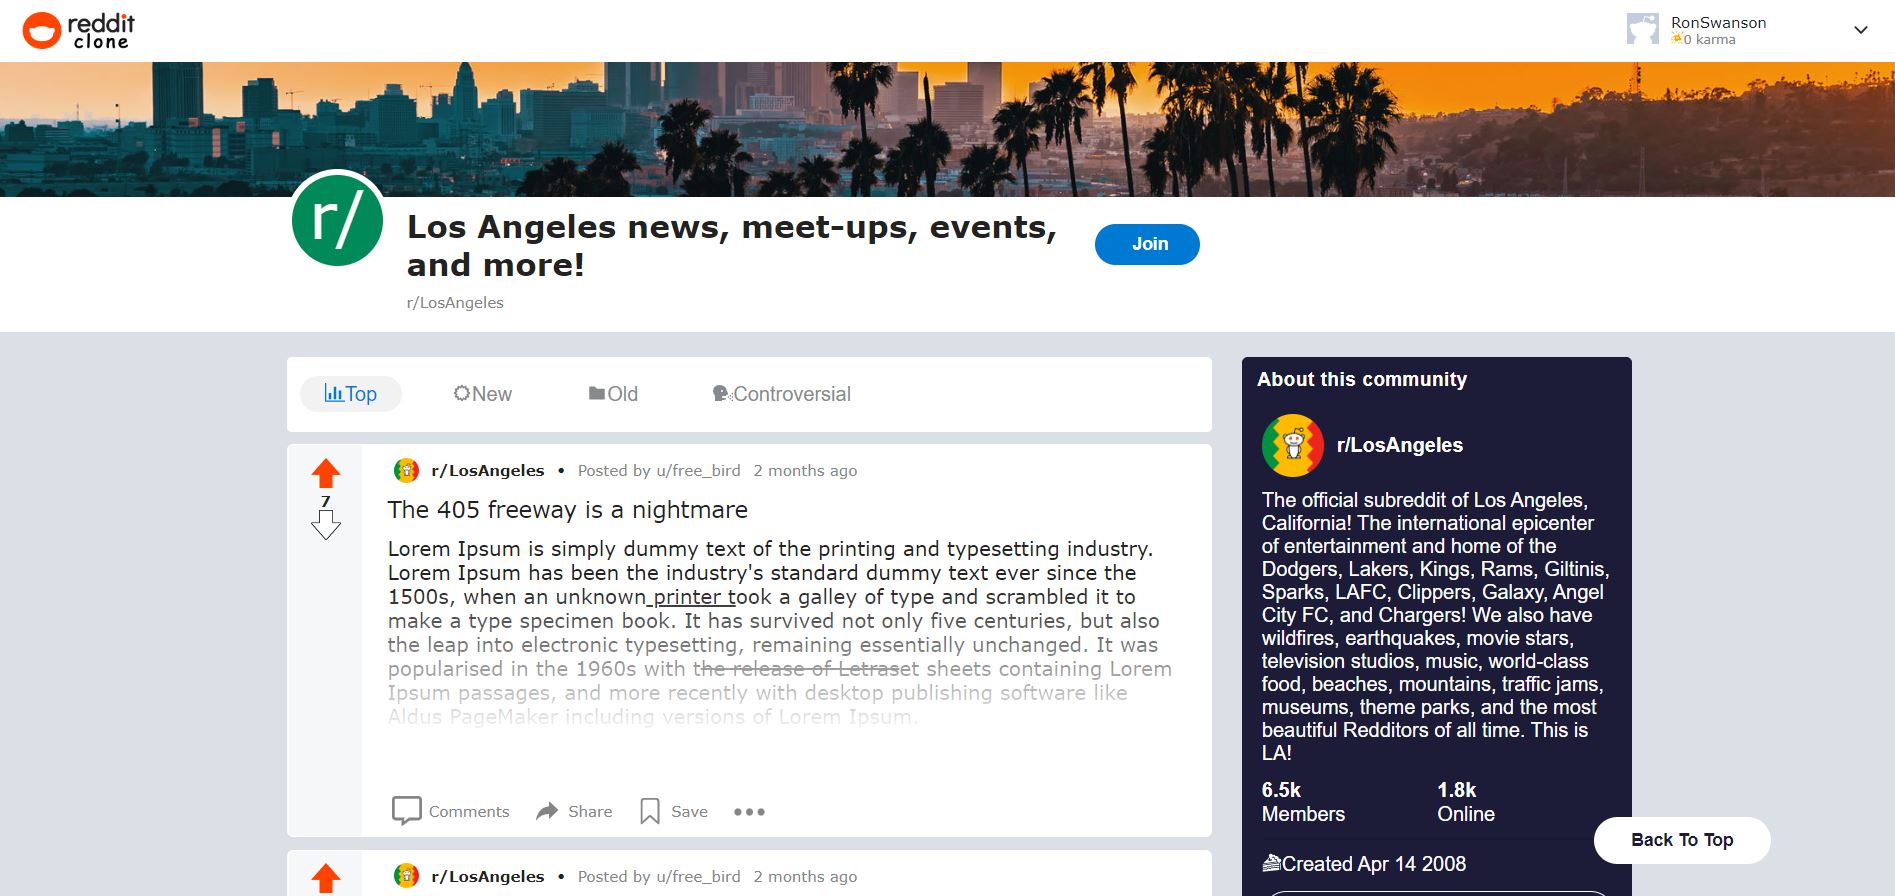 reddit
clone
RonSwanson
0 karma
r/
Los Angeles news, meet-ups, events,
and more!
r/LosAngeles
Join
Top
New
Old
Controversial
7
r/LosAngeles • Posted by u/free_bird 2 months ago
The 405 freeway is a nightmare
Lorem Ipsum is simply dummy text of the printing and typesetting industry.
Lorem Ipsum has been the industry's standard dummy text ever since the
1500s, when an unknown printer took a galley of type and scrambled it to
make a type specimen book. It has survived not only five centuries, but also
the leap into electronic typesetting, remaining essentially unchanged. It was
popularised in the 1960s with the release of Letraset sheets containing Lorem
Ipsum passages, and more recently with desktop publishing software like
Aldus PageMaker including versions of Lorem Ipsum.
Comments
Share
Save
r/LosAngeles • Posted by u/free_bird 2 months ago
About this community
r/LosAngeles
The official subreddit of Los Angeles,
California! The international epicenter
of entertainment and home of the
Dodgers, Lakers, Kings, Rams, Giltinis,
Sparks, LAFC, Clippers, Galaxy, Angel
City FC, and Chargers! We also have
wildfires, earthquakes, movie stars,
television studios, music, world-class
food, beaches, mountains, traffic jams,
museums, theme parks, and the most
beautiful Redditors of all time. This is
LA!
6.5k
Members
1.8k
Online
Created Apr 14 2008
Back To Top